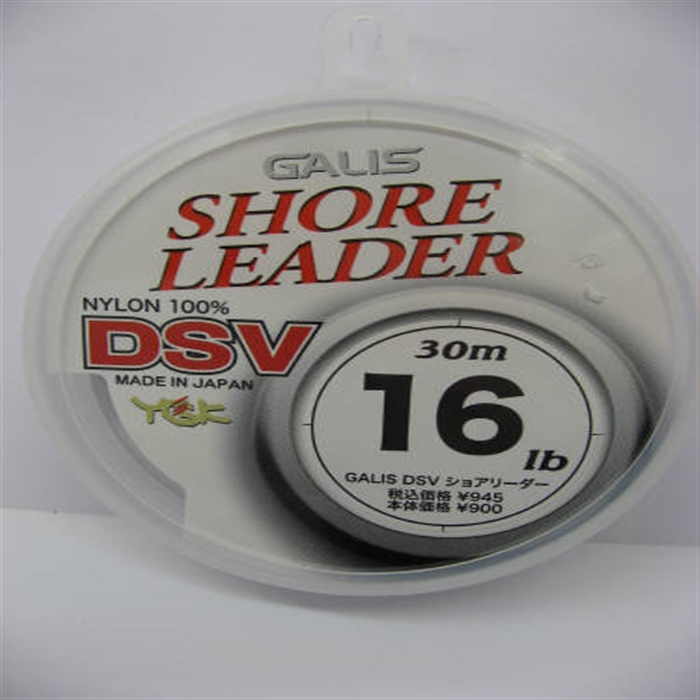 GALIS
SHORE
LEADER
NYLON 100%
DSV
MADE IN JAPAN
YGK
30m
16
lb
GALIS DSV ショアリーダー
税込価格 ¥945
本体価格 ¥900